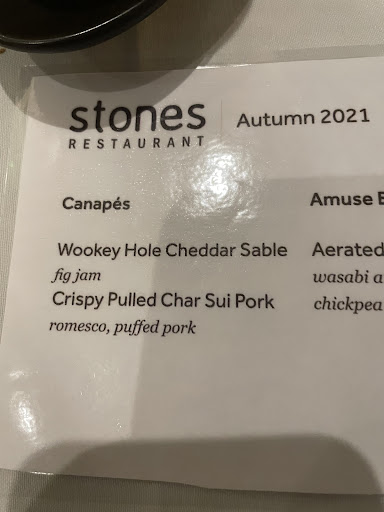 stones
RESTAURANT
Autumn 2021
Canapés
Wookey Hole Cheddar Sable
fig jam
Crispy Pulled Char Sui Pork
romesco, puffed pork
Amuse
Aerated
wasabi
chickpea